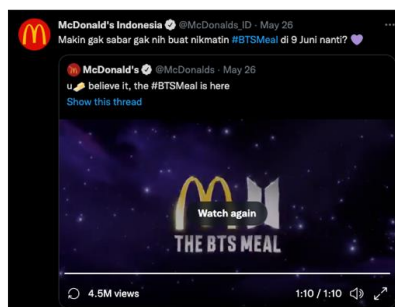 McDonald's Indonesia @McDonalds_ID · May 26
Makin gak sabar gak nih buat nikmatin #BTSMeal di 9 Juni nanti? 💜
McDonald's @McDonalds · May 26
u🫔 believe it, the #BTSMeal is here
Show this thread
Watch again
THE BTS MEAL
4.5M views 1:10 / 1:10